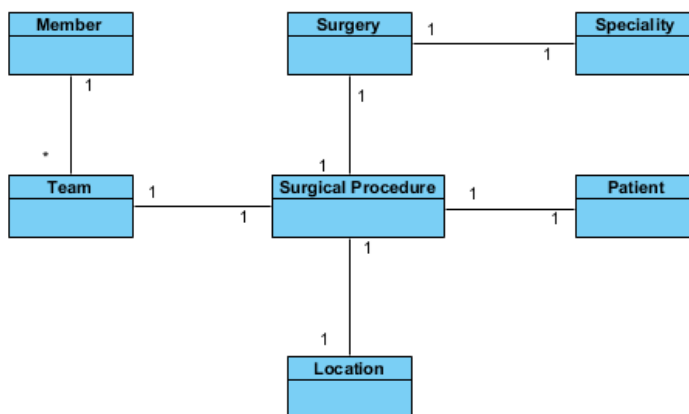 Member
Surgery
Speciality
1
1
1
1
1
*
1
Team
Surgical Procedure
Patient
1
1
1
1
1
1
Location